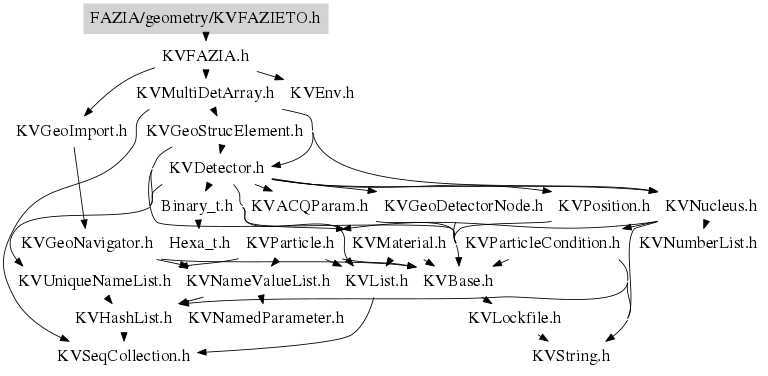 FAZIA/geometry/KVFAZIETO.h
KVFAZIA.h
KVMultiDetArray.h KVEnv.h
KVGeoImport.h KVGeoStrucElement.h
KVDetector.h
Binary_t.h KVACQParam.h KVGeoDetectorNode.h KVPosition.h KVNucleus.h
KVGeoNavigator.h Hexa_t.h KVParticle.h KVMaterial.h KVParticleCondition.h KVNumberList.h
KVUniqueNameList.h KVNameValueList.h KVList.h KVBase.h
KVHashList.h KVNamedParameter.h KVLockfile.h
KVSeqCollection.h KVString.h